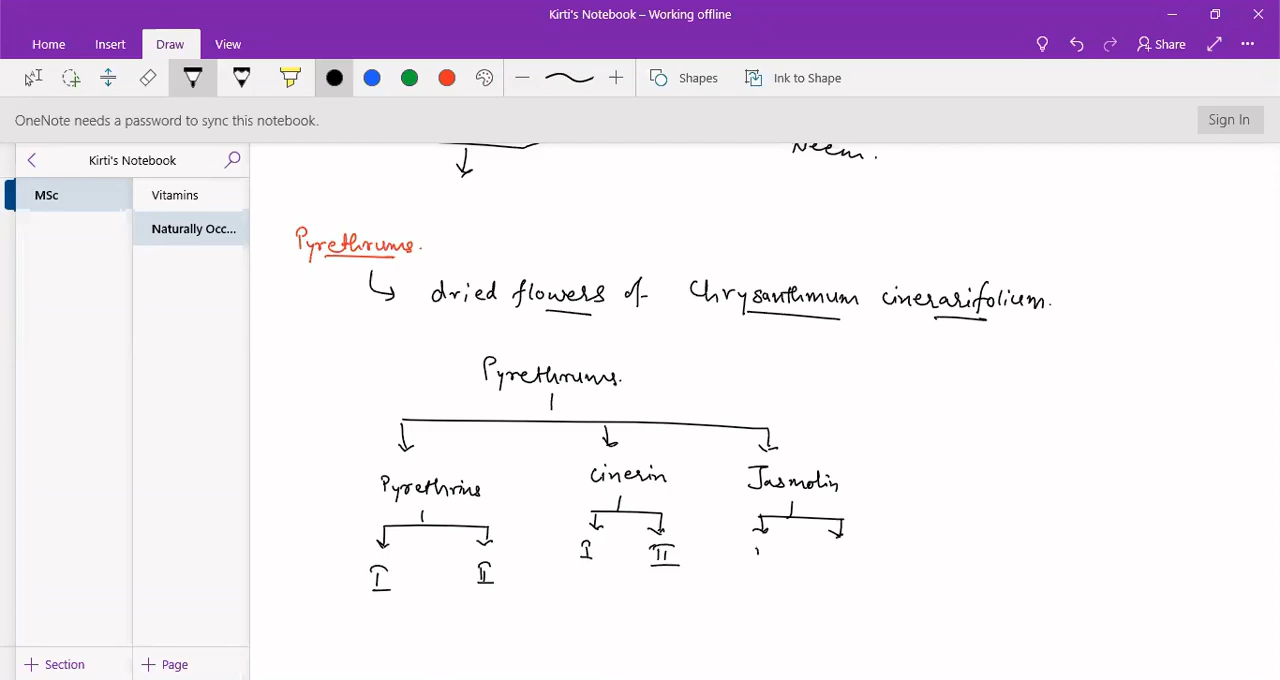 Kirti's Notebook – Working offline
Home Insert Draw View
Share
Shapes Ink to Shape
OneNote needs a password to sync this notebook.
Sign In
Kirti's Notebook
MSc
Vitamins
Naturally Occ...
Neem.
Pyrethrums.
dried flowers of Chrysanthmum cinerarifolium.
Pyrethrums.
Pyrethrins cinerin Jasmolin
I II I II
Section Page